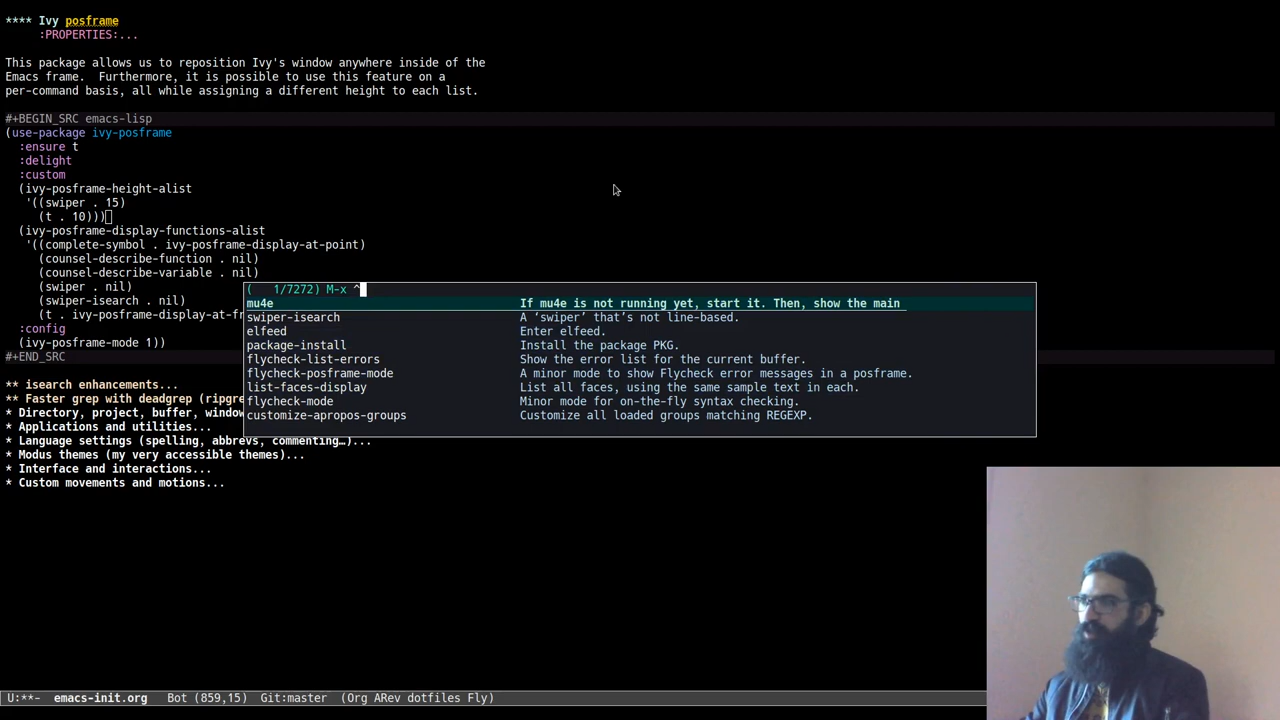 **** Ivy posframe
:PROPERTIES:...
This package allows us to reposition Ivy's window anywhere inside of the
Emacs frame.  Furthermore, it is possible to use this feature on a
per-command basis, all while assigning a different height to each list.
#+BEGIN_SRC emacs-lisp
(use-package ivy-posframe
:ensure t
:delight
:custom
(ivy-posframe-height-alist
'((swiper . 15)
(t . 10)))
(ivy-posframe-display-functions-alist
'((complete-symbol . ivy-posframe-display-at-point)
(counsel-describe-function . nil)
(counsel-describe-variable . nil)
(swiper . nil)
(swiper-isearch . nil)
(t . ivy-posframe-display-at-fr
:config
(ivy-posframe-mode 1))
#+END_SRC
(   1/7272) M-x ^
mu4e If mu4e is not running yet, start it. Then, show the main
swiper-isearch A ‘swiper’ that’s not line-based.
elfeed Enter elfeed.
package-install Install the package PKG.
flycheck-list-errors Show the error list for the current buffer.
flycheck-posframe-mode A minor mode to show Flycheck error messages in a posframe.
list-faces-display List all faces, using the same sample text in each.
flycheck-mode Minor mode for on-the-fly syntax checking.
customize-apropos-groups Customize all loaded groups matching REGEXP.
** isearch enhancements...
** Faster grep with deadgrep (ripgre
* Directory, project, buffer, window
* Applications and utilities...
* Language settings (spelling, abbrevs, commenting…)...
* Modus themes (my very accessible themes)...
* Interface and interactions...
* Custom movements and motions...
U:**-  emacs-init.org   Bot (859,15)  Git:master   (Org ARev dotfiles Fly)